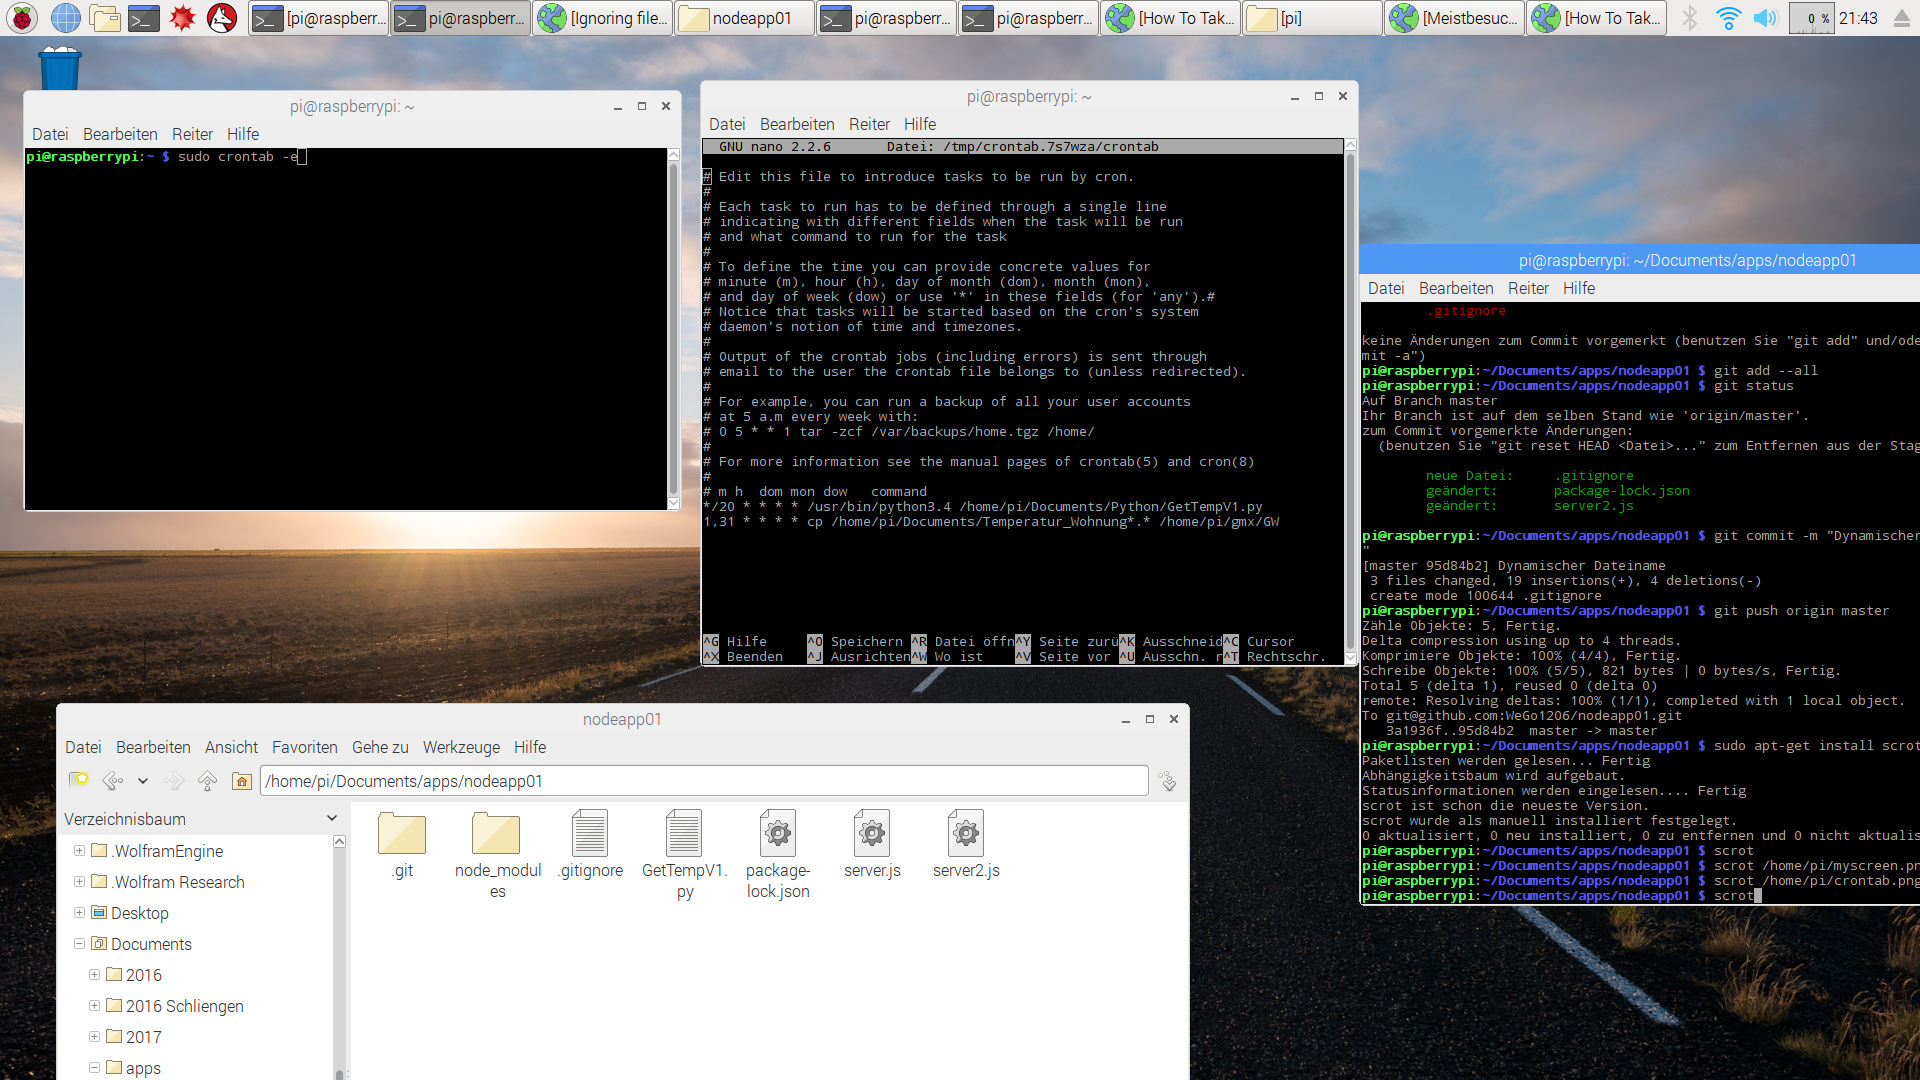 [pi@raspberr...
pi@raspberr...
[Ignoring file...
nodeapp01
pi@raspberr...
pi@raspberr...
[How To Tak...
[pi]
[Meistbesuc...
[How To Tak...
0 %
21:43
pi@raspberrypi: ~
Datei Bearbeiten Reiter Hilfe
pi@raspberrypi:~ $ sudo crontab -e
pi@raspberrypi: ~
Datei Bearbeiten Reiter Hilfe
GNU nano 2.2.6 Datei: /tmp/crontab.7s7wza/crontab
# Edit this file to introduce tasks to be run by cron.
#
# Each task to run has to be defined through a single line
# indicating with different fields when the task will be run
# and what command to run for the task
#
# To define the time you can provide concrete values for
# minute (m), hour (h), day of month (dom), month (mon),
# and day of week (dow) or use '*' in these fields (for 'any').#
# Notice that tasks will be started based on the cron's system
# daemon's notion of time and timezones.
#
# Output of the crontab jobs (including errors) is sent through
# email to the user the crontab file belongs to (unless redirected).
#
# For example, you can run a backup of all your user accounts
# at 5 a.m every week with:
# 0 5 * * 1 tar -zcf /var/backups/home.tgz /home/
#
# For more information see the manual pages of crontab(5) and cron(8)
#
# m h  dom mon dow   command
*/20 * * * * /usr/bin/python3.4 /home/pi/Documents/Python/GetTempV1.py
1,31 * * * * cp /home/pi/Documents/Temperatur_Wohnung*.* /home/pi/gmx/GW
^G Hilfe ^O Speichern ^R Datei öffn^Y Seite zurü^K Ausschneid^C Cursor
^X Beenden ^J Ausrichten^W Wo ist ^V Seite vor ^U Ausschn. r^T Rechtschr.
pi@raspberrypi: ~/Documents/apps/nodeapp01
Datei Bearbeiten Reiter Hilfe
.gitignore
keine Änderungen zum Commit vorgemerkt (benutzen Sie "git add" und/ode
mit -a")
pi@raspberrypi:~/Documents/apps/nodeapp01 $ git add --all
pi@raspberrypi:~/Documents/apps/nodeapp01 $ git status
Auf Branch master
Ihr Branch ist auf dem selben Stand wie 'origin/master'.
zum Commit vorgemerkte Änderungen:
(benutzen Sie "git reset HEAD <Datei>..." zum Entfernen aus der Stag
neue Datei: .gitignore
geändert: package-lock.json
geändert: server2.js
pi@raspberrypi:~/Documents/apps/nodeapp01 $ git commit -m "Dynamischer
"
[master 95d84b2] Dynamischer Dateiname
3 files changed, 19 insertions(+), 4 deletions(-)
create mode 100644 .gitignore
pi@raspberrypi:~/Documents/apps/nodeapp01 $ git push origin master
Zähle Objekte: 5, Fertig.
Delta compression using up to 4 threads.
Komprimiere Objekte: 100% (4/4), Fertig.
Schreibe Objekte: 100% (5/5), 821 bytes | 0 bytes/s, Fertig.
Total 5 (delta 1), reused 0 (delta 0)
remote: Resolving deltas: 100% (1/1), completed with 1 local object.
To git@github.com:WeGo1206/nodeapp01.git
3a1936f..95d84b2  master -> master
pi@raspberrypi:~/Documents/apps/nodeapp01 $ sudo apt-get install scrot
Paketlisten werden gelesen... Fertig
Abhängigkeitsbaum wird aufgebaut.
Statusinformationen werden eingelesen.... Fertig
scrot ist schon die neueste Version.
scrot wurde als manuell installiert festgelegt.
0 aktualisiert, 0 neu installiert, 0 zu entfernen und 0 nicht aktualis
pi@raspberrypi:~/Documents/apps/nodeapp01 $ scrot
pi@raspberrypi:~/Documents/apps/nodeapp01 $ scrot /home/pi/myscreen.pn
pi@raspberrypi:~/Documents/apps/nodeapp01 $ scrot /home/pi/crontab.png
pi@raspberrypi:~/Documents/apps/nodeapp01 $ scrot
nodeapp01
Datei Bearbeiten Ansicht Favoriten Gehe zu Werkzeuge Hilfe
/home/pi/Documents/apps/nodeapp01
Verzeichnisbaum
.WolframEngine
.Wolfram Research
Desktop
Documents
2016
2016 Schliengen
2017
apps
.git
node_modul
es
.gitignore
GetTempV1.
py
package-
lock.json
server.js
server2.js